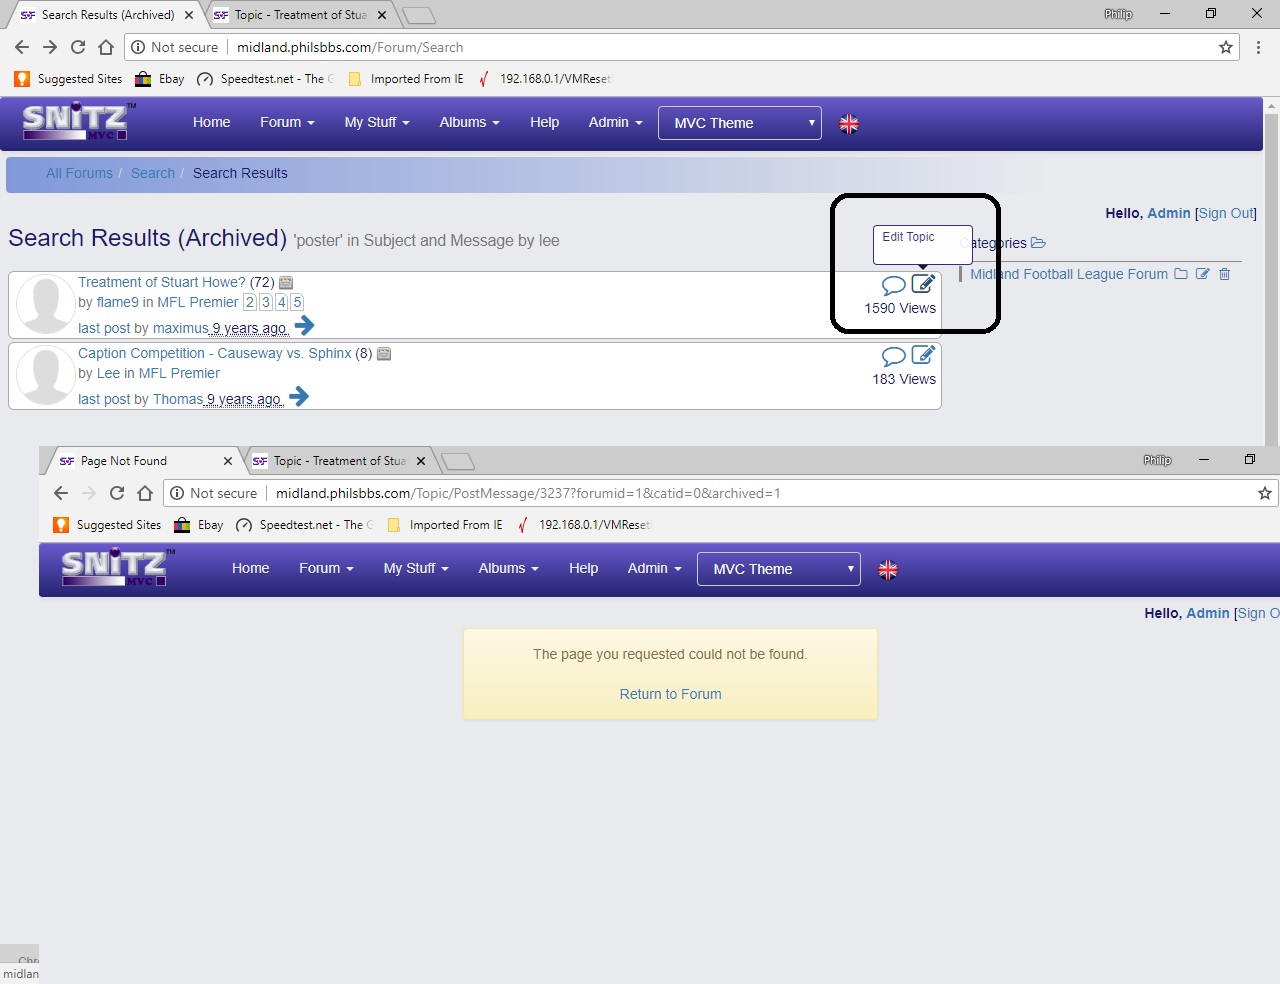 Search Results (Archived) Topic - Treatment of Stua Philip
Not secure midland.philsbbs.com/Forum/Search
Suggested Sites Ebay Speedtest.net - The G Imported From IE 192.168.0.1/VMReset
SNiTZ™ MVC Home Forum My Stuff Albums Help Admin MVC Theme
All Forums / Search / Search Results
Hello, Admin [Sign Out]
Search Results (Archived) 'poster' in Subject and Message by lee
Edit Topic
ategories
Midland Football League Forum
Treatment of Stuart Howe? (72)
by flame9 in MFL Premier 2 3 4 5
1590 Views
last post by maximus 9 years ago
Caption Competition - Causeway vs. Sphinx (8)
by Lee in MFL Premier
183 Views
last post by Thomas 9 years ago
Page Not Found Topic - Treatment of Stua Philip
Not secure midland.philsbbs.com/Topic/PostMessage/3237?forumid=1&catid=0&archived=1
Suggested Sites Ebay Speedtest.net - The G Imported From IE 192.168.0.1/VMReset
SNiTZ™ MVC Home Forum My Stuff Albums Help Admin MVC Theme
Hello, Admin [Sign O
The page you requested could not be found.
Return to Forum
Chr
midlan